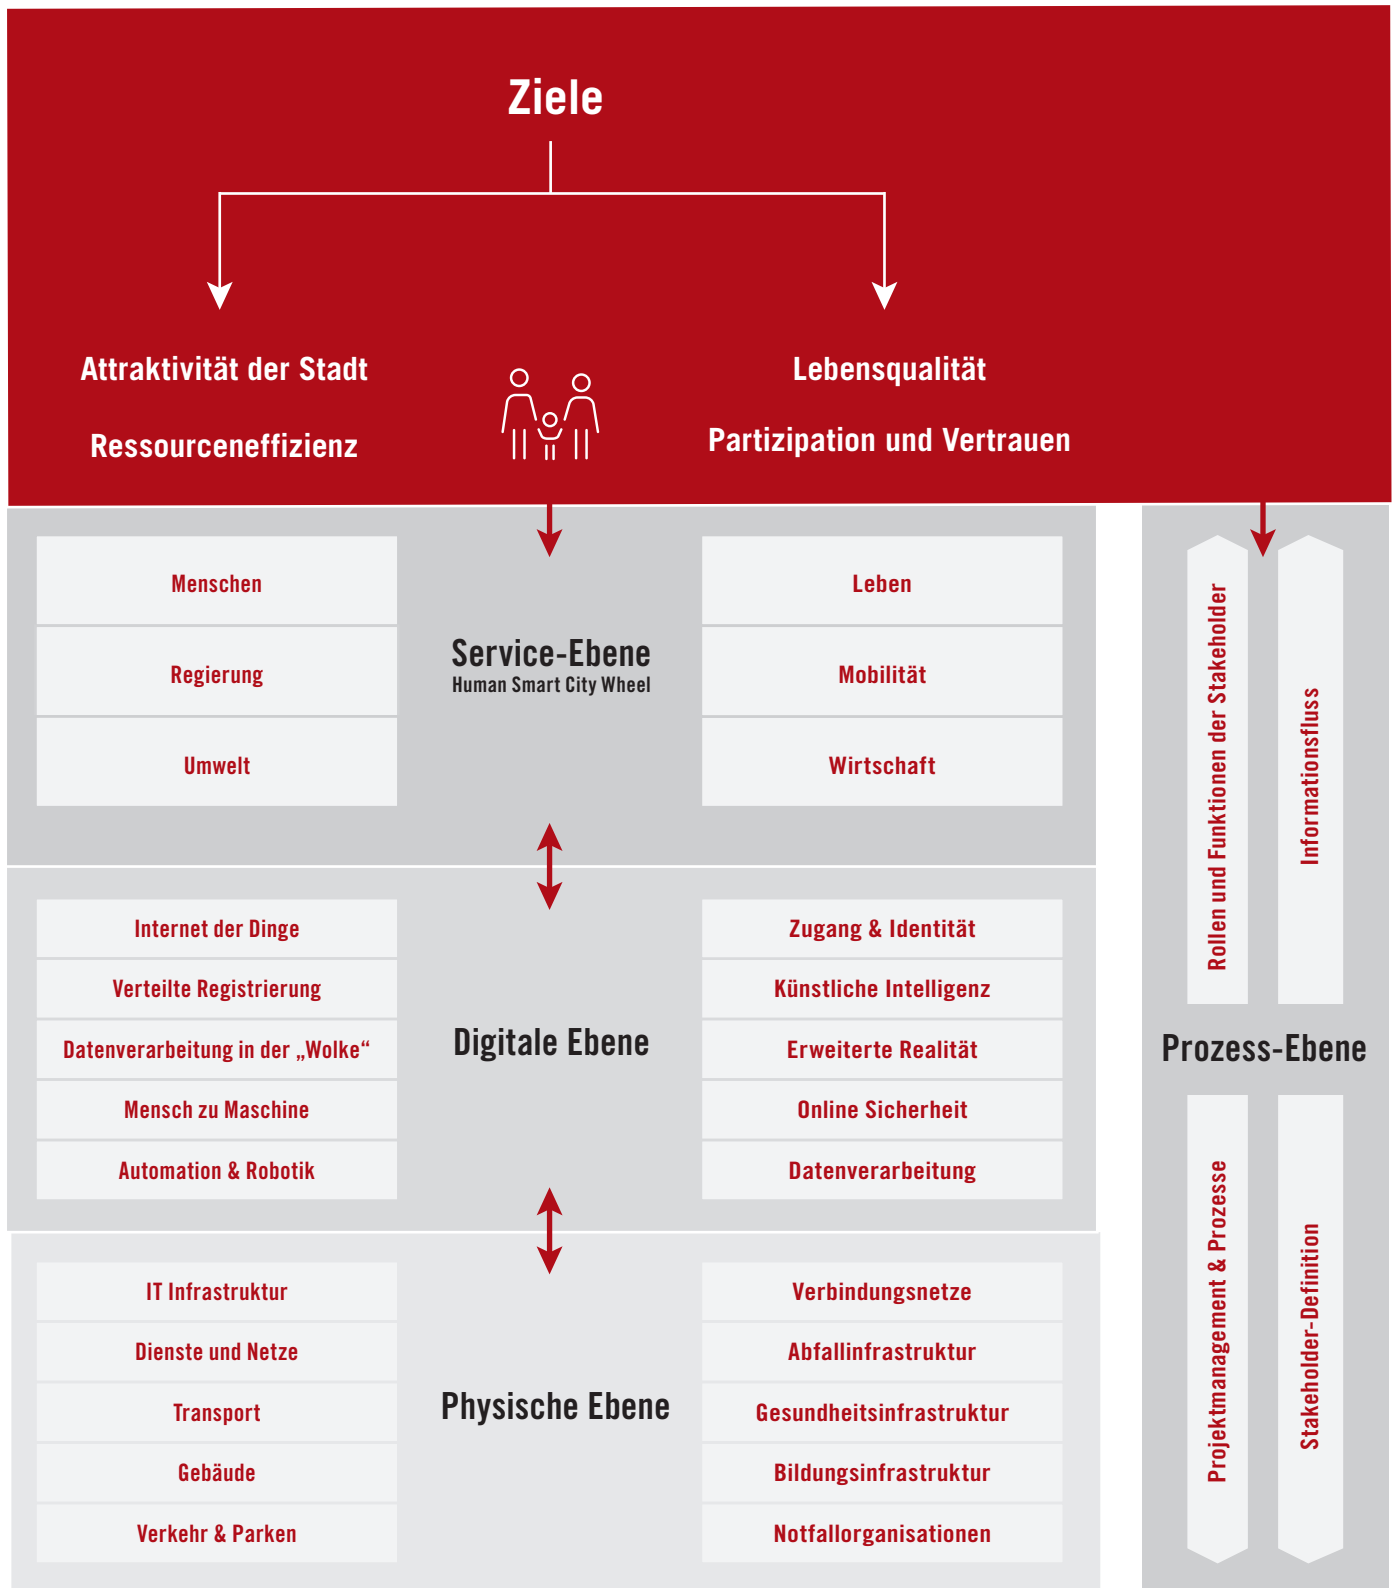 Ziele
Attraktivität der Stadt
Ressourceneffizienz
Lebensqualität
Partizipation und Vertrauen
Menschen
Regierung
Umwelt
Service-Ebene
Human Smart City Wheel
Leben
Mobilität
Wirtschaft
Internet der Dinge
Verteilte Registrierung
Datenverarbeitung in der „Wolke“
Mensch zu Maschine
Automation & Robotik
Digitale Ebene
Zugang & Identität
Künstliche Intelligenz
Erweiterte Realität
Online Sicherheit
Datenverarbeitung
IT Infrastruktur
Dienste und Netze
Transport
Gebäude
Verkehr & Parken
Physische Ebene
Verbindungsnetze
Abfallinfrastruktur
Gesundheitsinfrastruktur
Bildungsinfrastruktur
Notfallorganisationen
Rollen und Funktionen der Stakeholder
Informationsfluss
Prozess-Ebene
Projektmanagement & Prozesse
Stakeholder-Definition